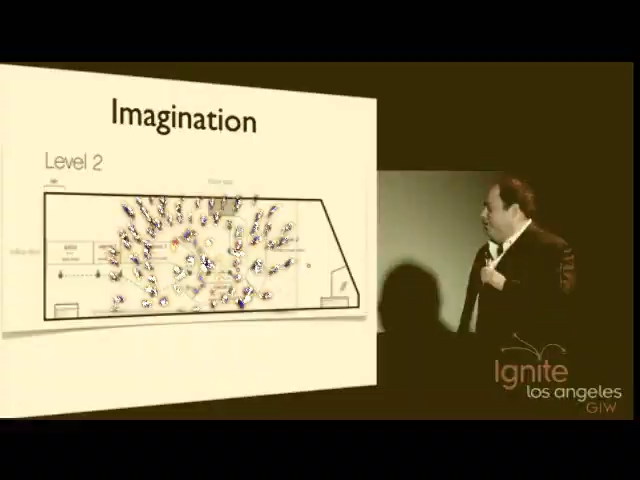 Imagination
Level 2
Ignite
los angeles
GIW